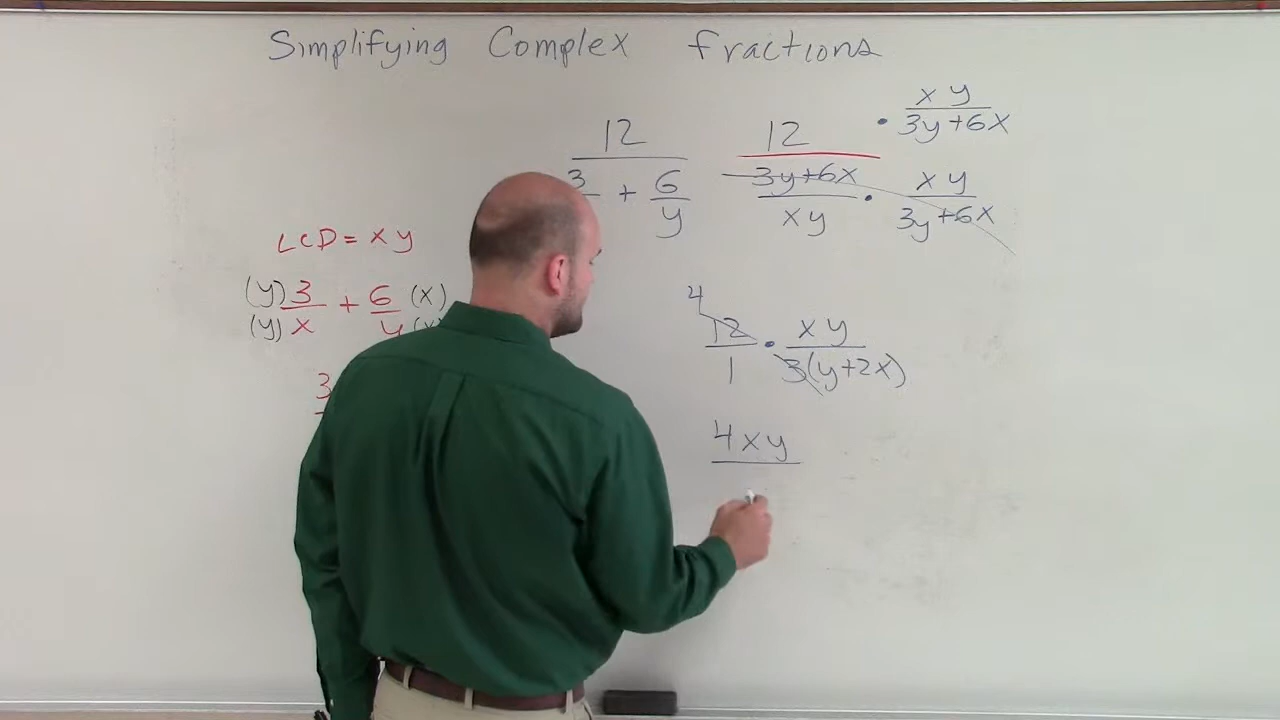 Simplifying Complex fractions
12
3 + 6
y
12 · xy
3y+6x
3y+6x · xy
xy 3y+6x
LCD = xy
(y) 3 + 6 (x)
(y) x y (x)
3
4
12 · xy
1 3(y+2x)
4xy